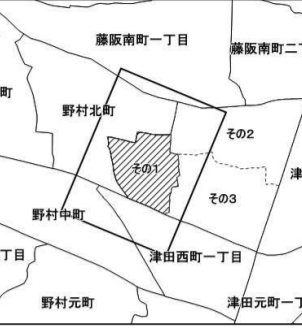 藤阪南町一丁目
藤阪南町二
町
野村北町
その2
その1
津
その3
野村中町
丁目
津田西町一丁目
野村元町
津田元町一丁